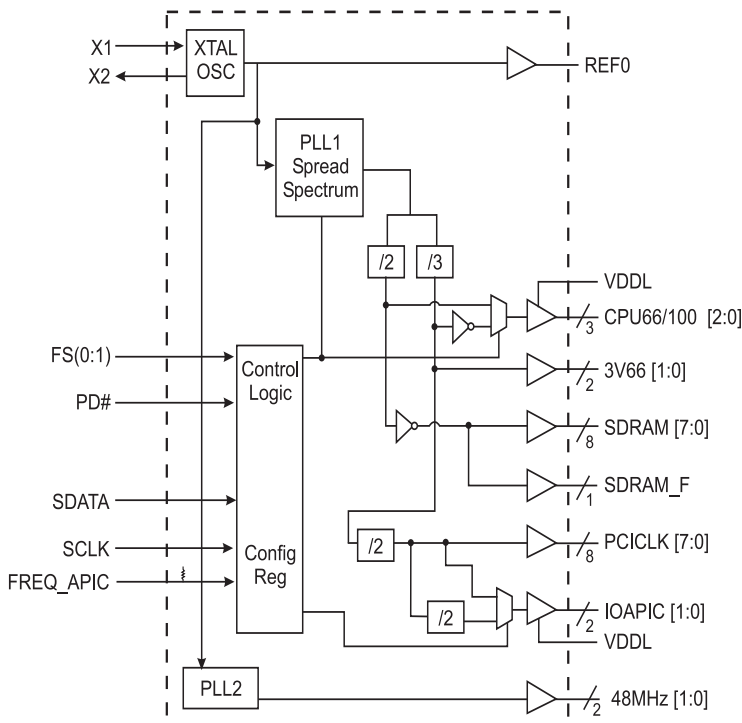 X1
X2
XTAL
OSC
REF0
PLL1
Spread
Spectrum
/2
/3
VDDL
CPU66/100 [2:0]
3
FS(0:1)
PD#
Control
Logic
3V66 [1:0]
2
SDRAM [7:0]
8
SDATA
SDRAM_F
1
SCLK
FREQ_APIC
Config
Reg
/2
PCICLK [7:0]
8
/2
IOAPIC [1:0]
2
VDDL
PLL2
48MHz [1:0]
2